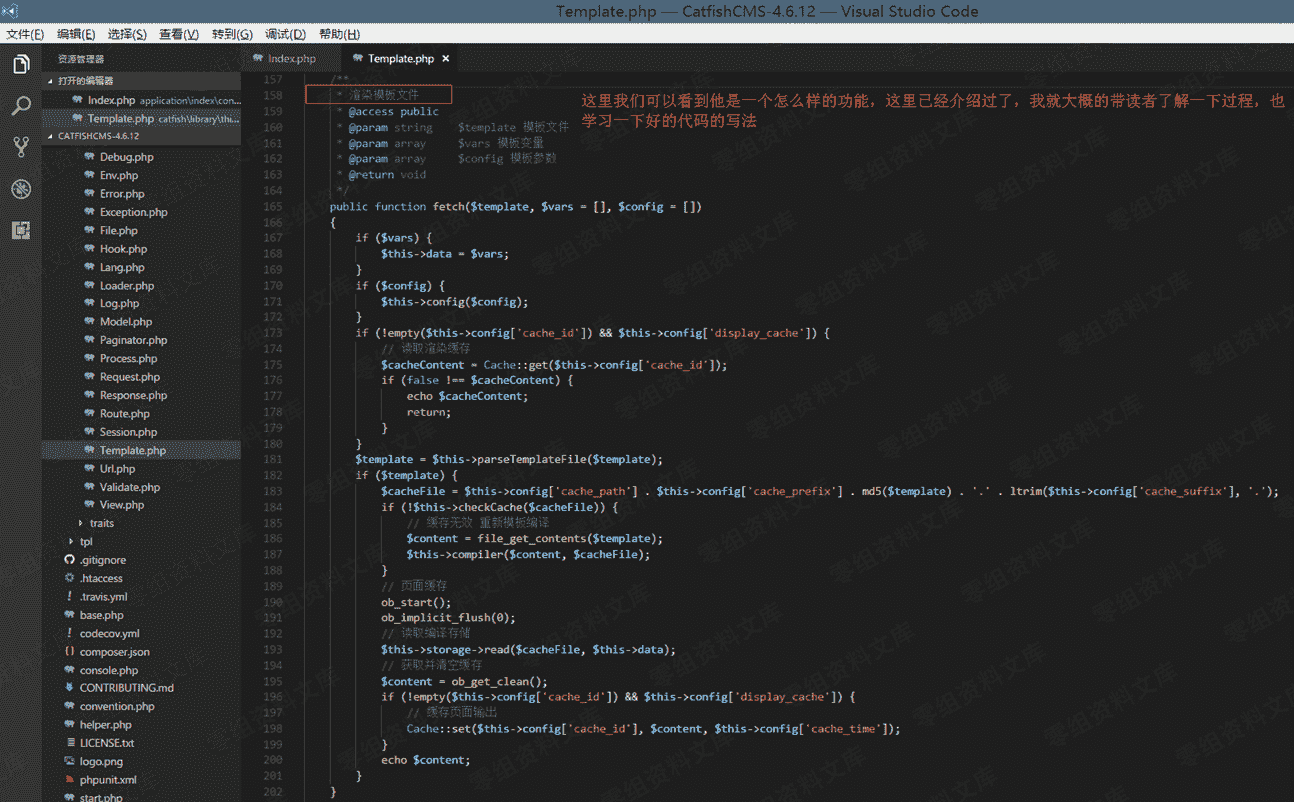 Template.php — CatfishCMS-4.6.12 — Visual Studio Code
文件(F) 编辑(E) 选择(S) 查看(V) 转到(G) 调试(D) 帮助(H)
资源管理器
打开的编辑器
Index.php application\index\con...
Template.php catfish\library\thi...
CATFISHCMS-4.6.12
Debug.php
Env.php
Error.php
Exception.php
File.php
Hook.php
Lang.php
Loader.php
Log.php
Model.php
Paginator.php
Process.php
Request.php
Response.php
Route.php
Session.php
Template.php
Url.php
Validate.php
View.php
traits
tpl
.gitignore
.htaccess
.travis.yml
base.php
codecov.yml
composer.json
console.php
CONTRIBUTING.md
convention.php
helper.php
LICENSE.txt
logo.png
phpunit.xml
start.php
Index.php Template.php
157 /**
158 * 渲染模板文件
159 * @access public
160 * @param string $template 模板文件
161 * @param array $vars 模板变量
162 * @param array $config 模板参数
163 * @return void
164 */
165 public function fetch($template, $vars = [], $config = [])
166 {
167 if ($vars) {
168 $this->data = $vars;
169 }
170 if ($config) {
171 $this->config($config);
172 }
173 if (!empty($this->config['cache_id']) && $this->config['display_cache']) {
174 // 读取渲染缓存
175 $cacheContent = Cache::get($this->config['cache_id']);
176 if (false !== $cacheContent) {
177 echo $cacheContent;
178 return;
179 }
180 }
181 $template = $this->parseTemplateFile($template);
182 if ($template) {
183 $cacheFile = $this->config['cache_path'] . $this->config['cache_prefix'] . md5($template) . '.' . ltrim($this->config['cache_suffix'], '.');
184 if (!$this->checkCache($cacheFile)) {
185 // 缓存无效 重新模板编译
186 $content = file_get_contents($template);
187 $this->compiler($content, $cacheFile);
188 }
189 // 页面缓存
190 ob_start();
191 ob_implicit_flush(0);
192 // 读取编译存储
193 $this->storage->read($cacheFile, $this->data);
194 // 获取并清空缓存
195 $content = ob_get_clean();
196 if (!empty($this->config['cache_id']) && $this->config['display_cache']) {
197 // 缓存页面输出
198 Cache::set($this->config['cache_id'], $content, $this->config['cache_time']);
199 }
200 echo $content;
201 }
202 }
这里我们可以看到他是一个怎么样的功能，这里已经介绍过了，我就大概的带读者了解一下过程，也
学习一下好的代码的写法
零组资料文库